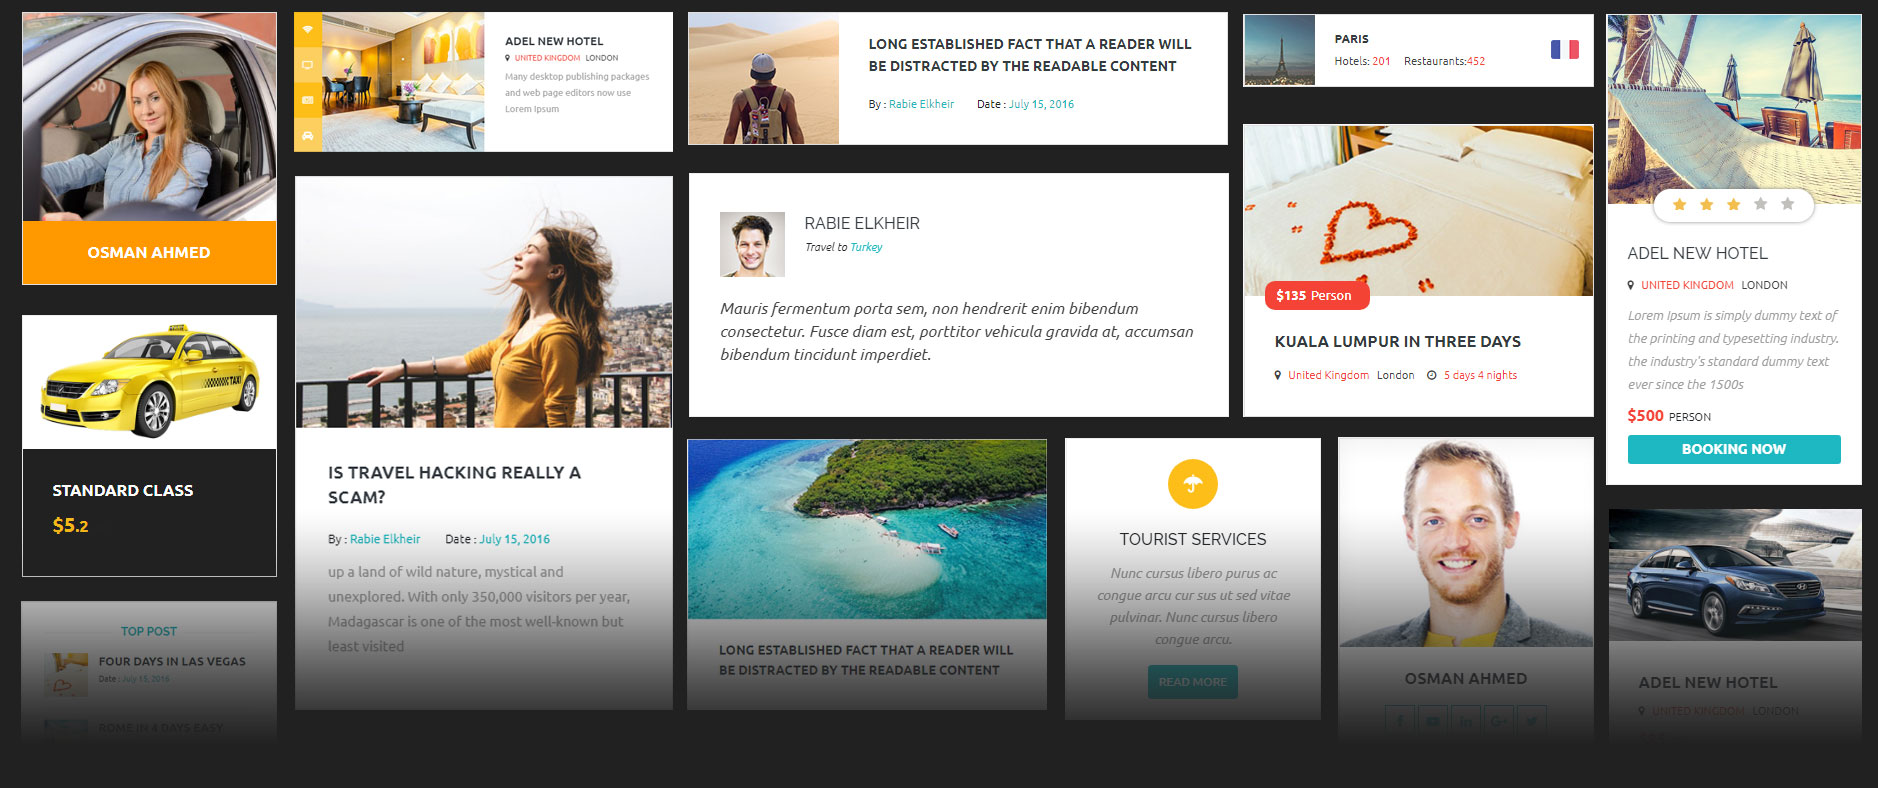 OSMAN AHMED
STANDARD CLASS
$5.2
TOP POST
FOUR DAYS IN LAS VEGAS
Date : July 15, 2016
ROME IN 4 DAYS EASY
ADEL NEW HOTEL
UNITED KINGDOM LONDON
Many desktop publishing packages
and web page editors now use
Lorem Ipsum
IS TRAVEL HACKING REALLY A
SCAM?
By : Rabie Elkheir Date : July 15, 2016
up a land of wild nature, mystical and
unexplored. With only 350,000 visitors per year,
Madagascar is one of the most well-known but
least visited
LONG ESTABLISHED FACT THAT A READER WILL
BE DISTRACTED BY THE READABLE CONTENT
By : Rabie Elkheir Date : July 15, 2016
RABIE ELKHEIR
Travel to Turkey
Mauris fermentum porta sem, non hendrerit enim bibendum
consectetur. Fusce diam est, porttitor vehicula gravida at, accumsan
bibendum tincidunt imperdiet.
LONG ESTABLISHED FACT THAT A READER WILL
BE DISTRACTED BY THE READABLE CONTENT
TOURIST SERVICES
Nunc cursus libero purus ac
congue arcu cur sus ut sed vitae
pulvinar. Nunc cursus libero
congue arcu.
READ MORE
PARIS
Hotels: 201 Restaurants:452
$135 Person
KUALA LUMPUR IN THREE DAYS
United Kingdom London 5 days 4 nights
OSMAN AHMED
ADEL NEW HOTEL
UNITED KINGDOM LONDON
Lorem Ipsum is simply dummy text of
the printing and typesetting industry.
the industry's standard dummy text
ever since the 1500s
$500 PERSON
BOOKING NOW
ADEL NEW HOTEL
UNITED KINGDOM LONDON